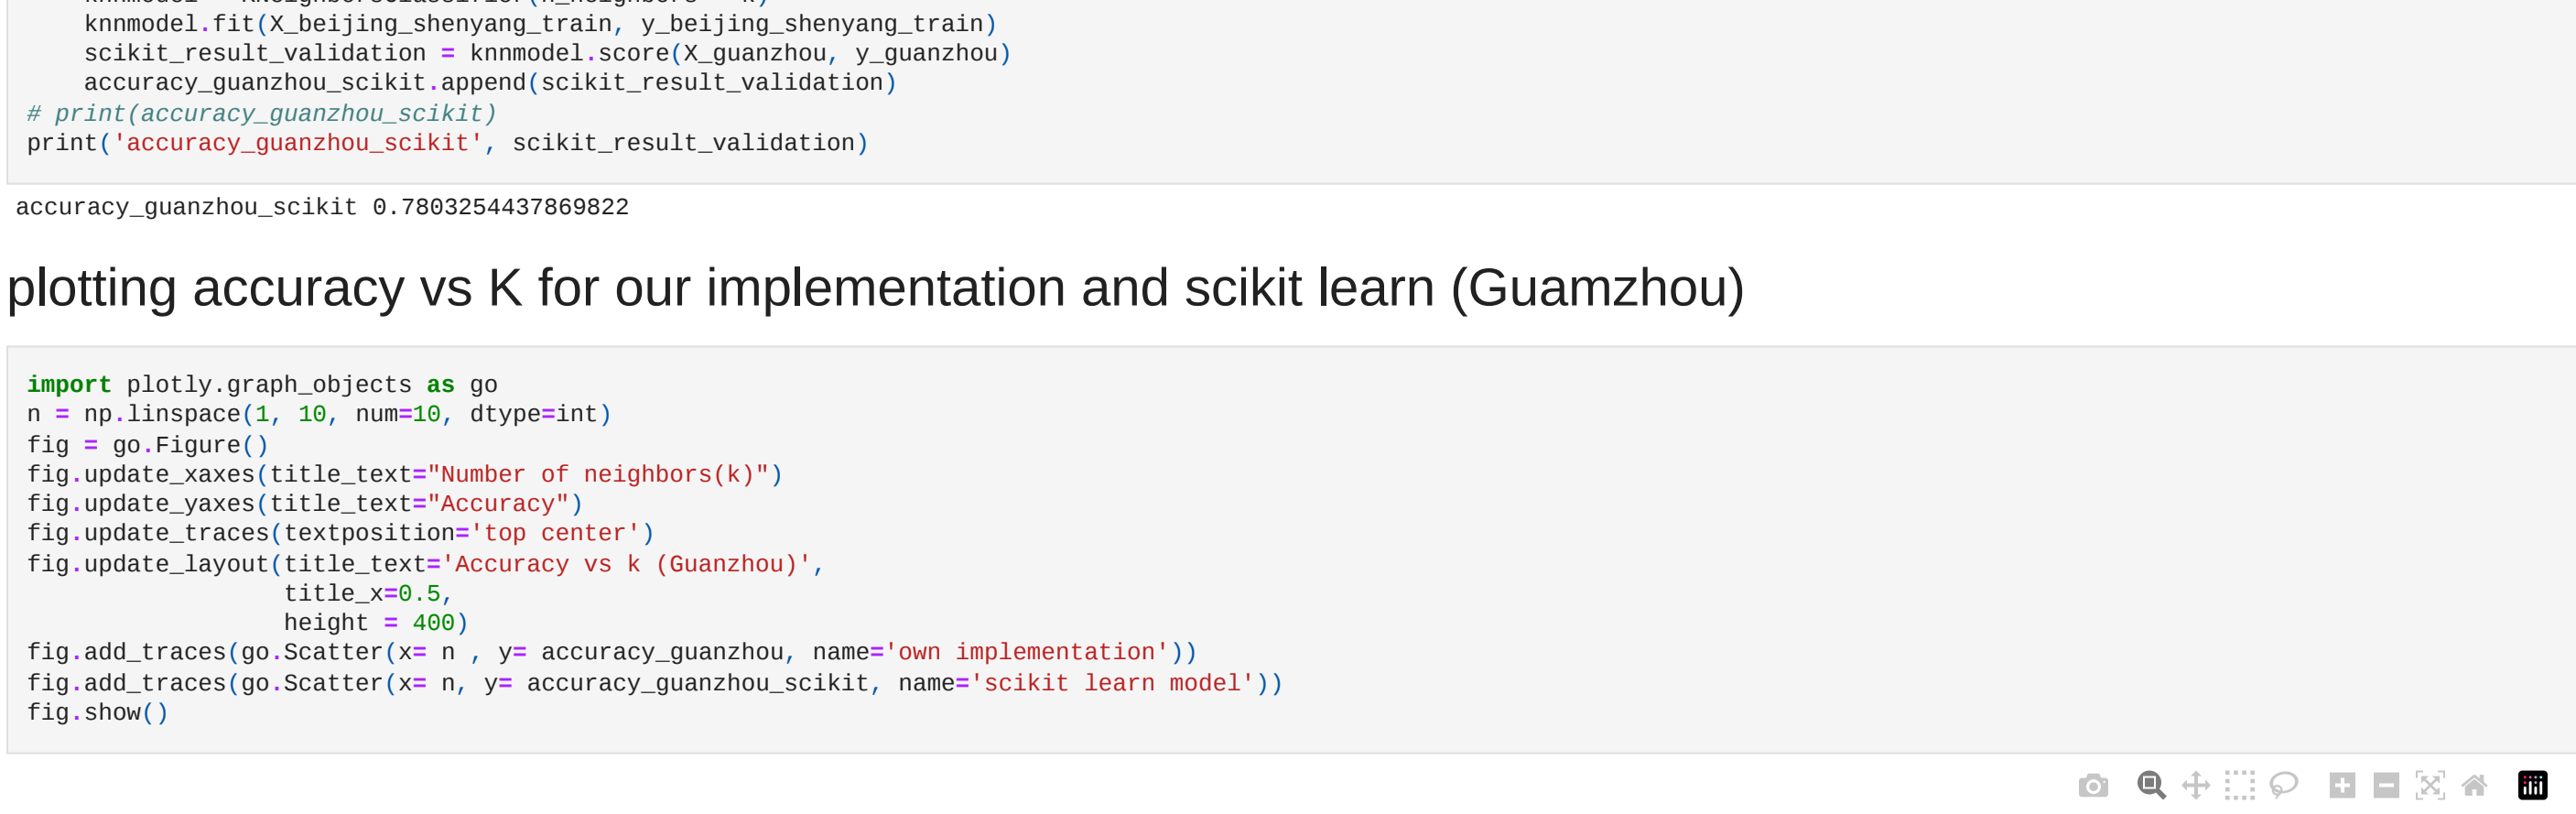 knnmodel.fit(X_beijing_shenyang_train, y_beijing_shenyang_train)
scikit_result_validation = knnmodel.score(X_guanzhou, y_guanzhou)
accuracy_guanzhou_scikit.append(scikit_result_validation)
# print(accuracy_guanzhou_scikit)
print('accuracy_guanzhou_scikit', scikit_result_validation)
accuracy_guanzhou_scikit 0.7803254437869822
plotting accuracy vs K for our implementation and scikit learn (Guamzhou)
import plotly.graph_objects as go
n = np.linspace(1, 10, num=10, dtype=int)
fig = go.Figure()
fig.update_xaxes(title_text="Number of neighbors(k)")
fig.update_yaxes(title_text="Accuracy")
fig.update_traces(textposition='top center')
fig.update_layout(title_text='Accuracy vs k (Guanzhou)',
title_x=0.5,
height = 400)
fig.add_traces(go.Scatter(x= n , y= accuracy_guanzhou, name='own implementation'))
fig.add_traces(go.Scatter(x= n, y= accuracy_guanzhou_scikit, name='scikit learn model'))
fig.show()